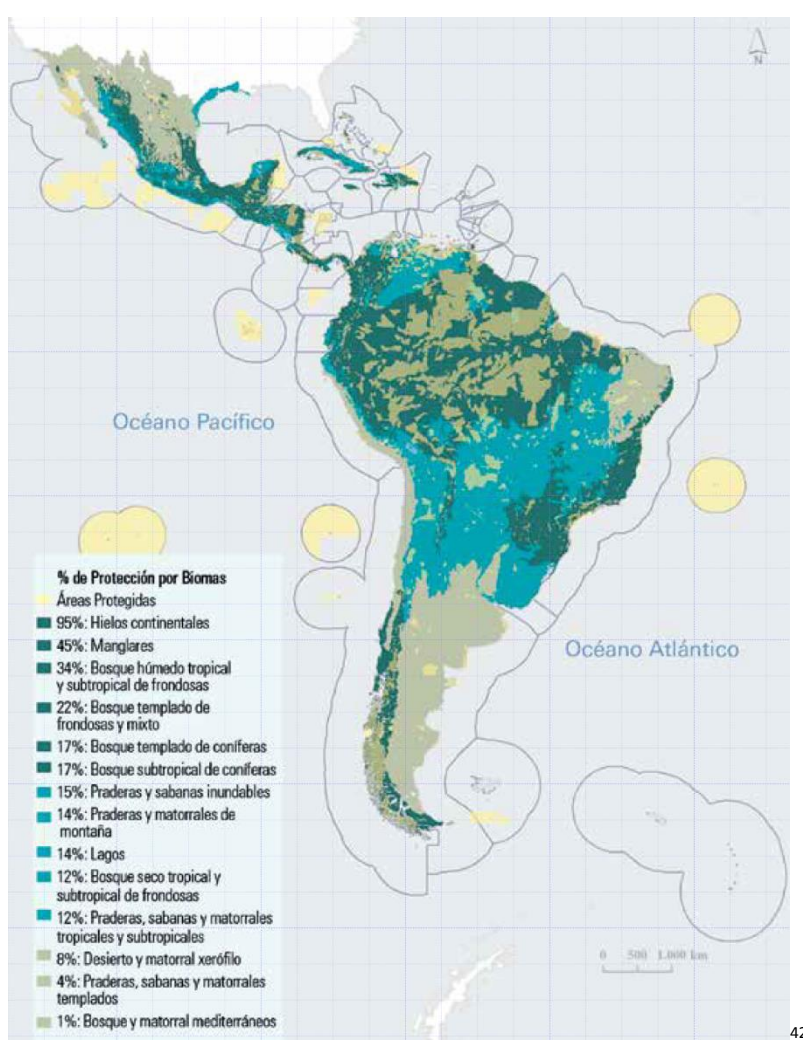 N
Océano Pacífico
Océano Atlántico
% de Protección por Biomas
Áreas Protegidas
95%: Hielos continentales
45%: Manglares
34%: Bosque húmedo tropical
y subtropical de frondosas
22%: Bosque templado de
frondosas y mixto
17%: Bosque templado de coníferas
17%: Bosque subtropical de coníferas
15%: Praderas y sabanas inundables
14%: Praderas y matorrales de
montaña
14%: Lagos
12%: Bosque seco tropical y
subtropical de frondosas
12%: Praderas, sabanas y matorrales
tropicales y subtropicales
8%: Desierto y matorral xerófilo
4%: Praderas, sabanas y matorrales
templados
1%: Bosque y matorral mediterráneos
0 500 1.000 km
42